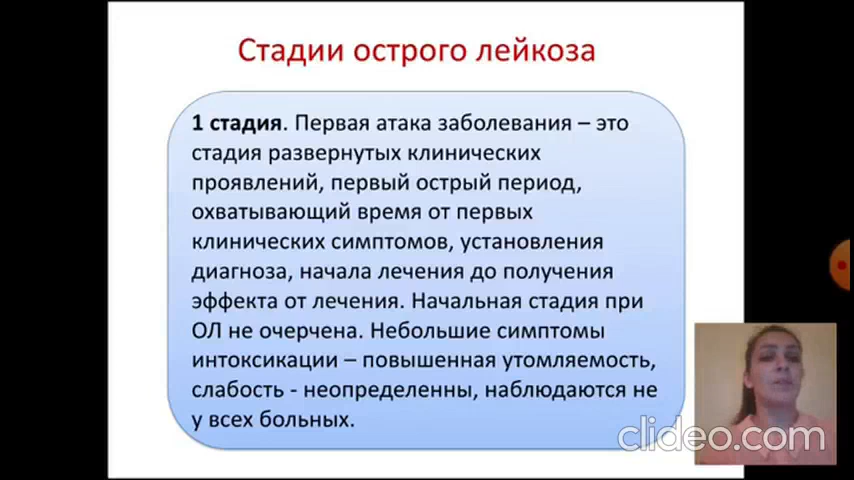 Стадии острого лейкоза
1 стадия. Первая атака заболевания – это
стадия развернутых клинических
проявлений, первый острый период,
охватывающий время от первых
клинических симптомов, установления
диагноза, начала лечения до получения
эффекта от лечения. Начальная стадия при
ОЛ не очерчена. Небольшие симптомы
интоксикации – повышенная утомляемость,
слабость - неопределенны, наблюдаются не
у всех больных.
clideo.com